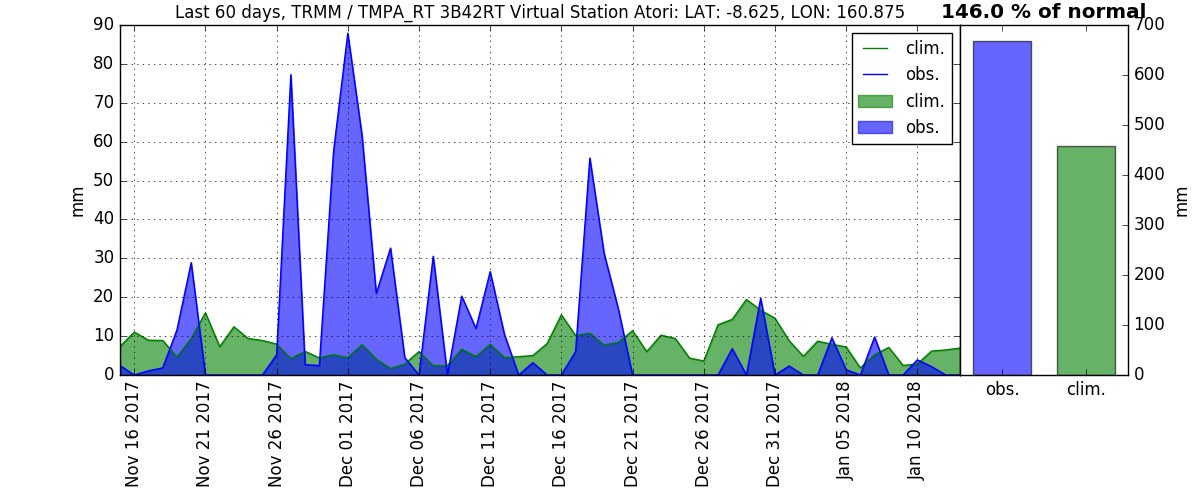 Last 60 days, TRMM / TMPA_RT 3B42RT Virtual Station Atori: LAT: -8.625, LON: 160.875
146.0 % of normal
90
80
70
60
50
40
30
20
10
0
mm
clim.
obs.
clim.
obs.
700
600
500
400
300
200
100
0
mm
Nov 16 2017
Nov 21 2017
Nov 26 2017
Dec 01 2017
Dec 06 2017
Dec 11 2017
Dec 16 2017
Dec 21 2017
Dec 26 2017
Dec 31 2017
Jan 05 2018
Jan 10 2018
obs.
clim.